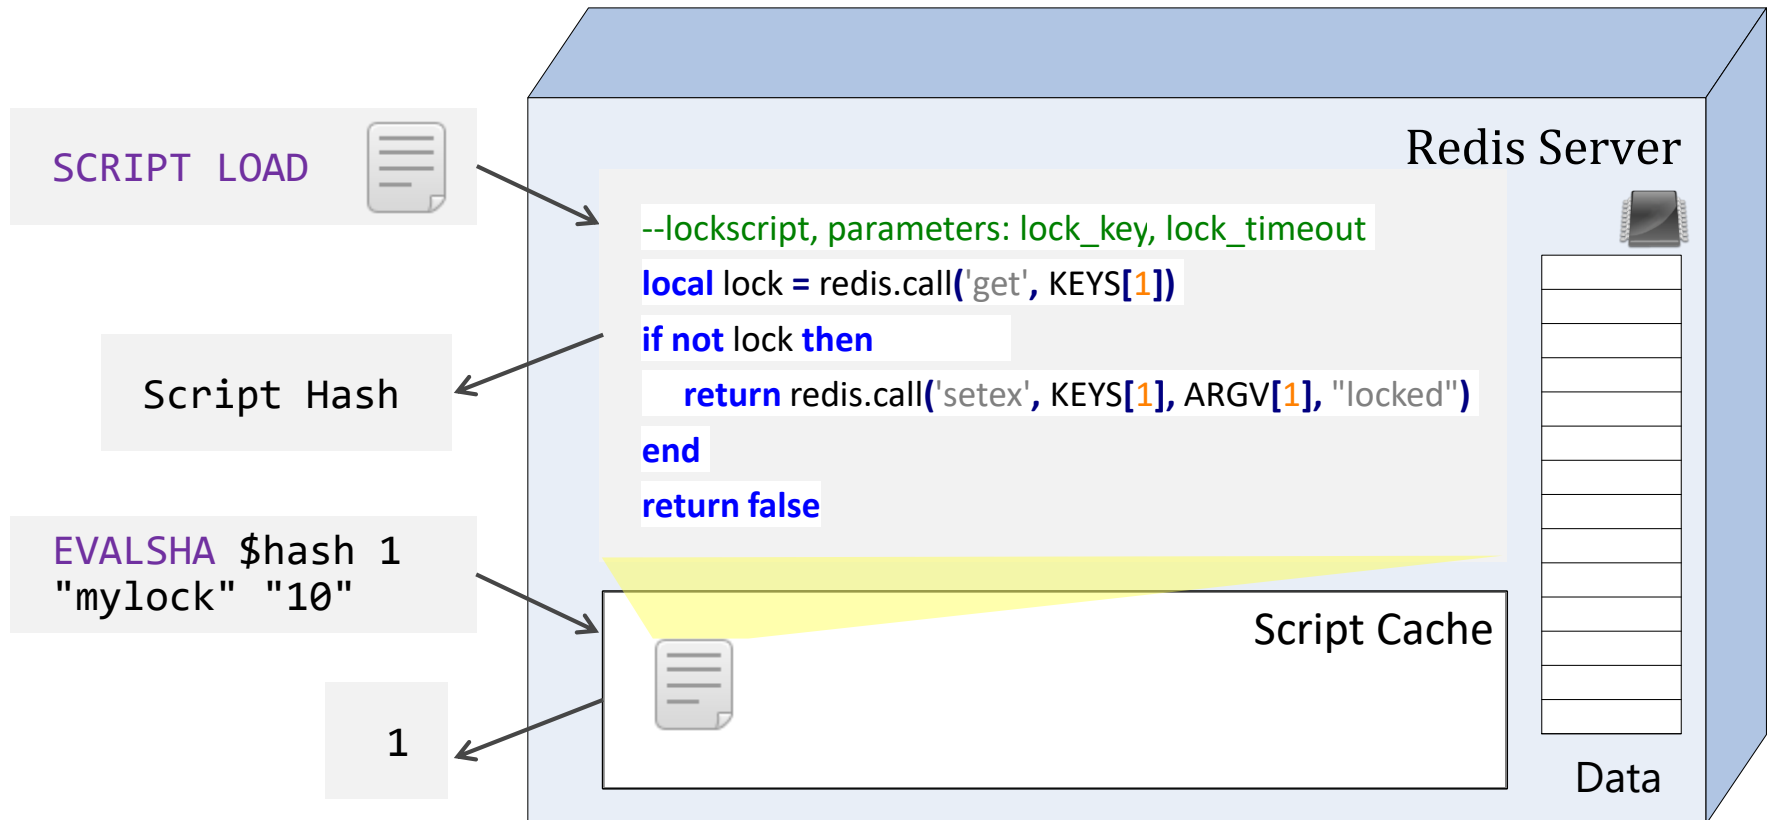 Redis Server
SCRIPT LOAD
--lockscript, parameters: lock_key, lock_timeout
local lock = redis.call('get', KEYS[1])
if not lock then
return redis.call('setex', KEYS[1], ARGV[1], "locked")
end
return false
Script Hash
EVALSHA $hash 1
"mylock" "10"
Script Cache
1
Data